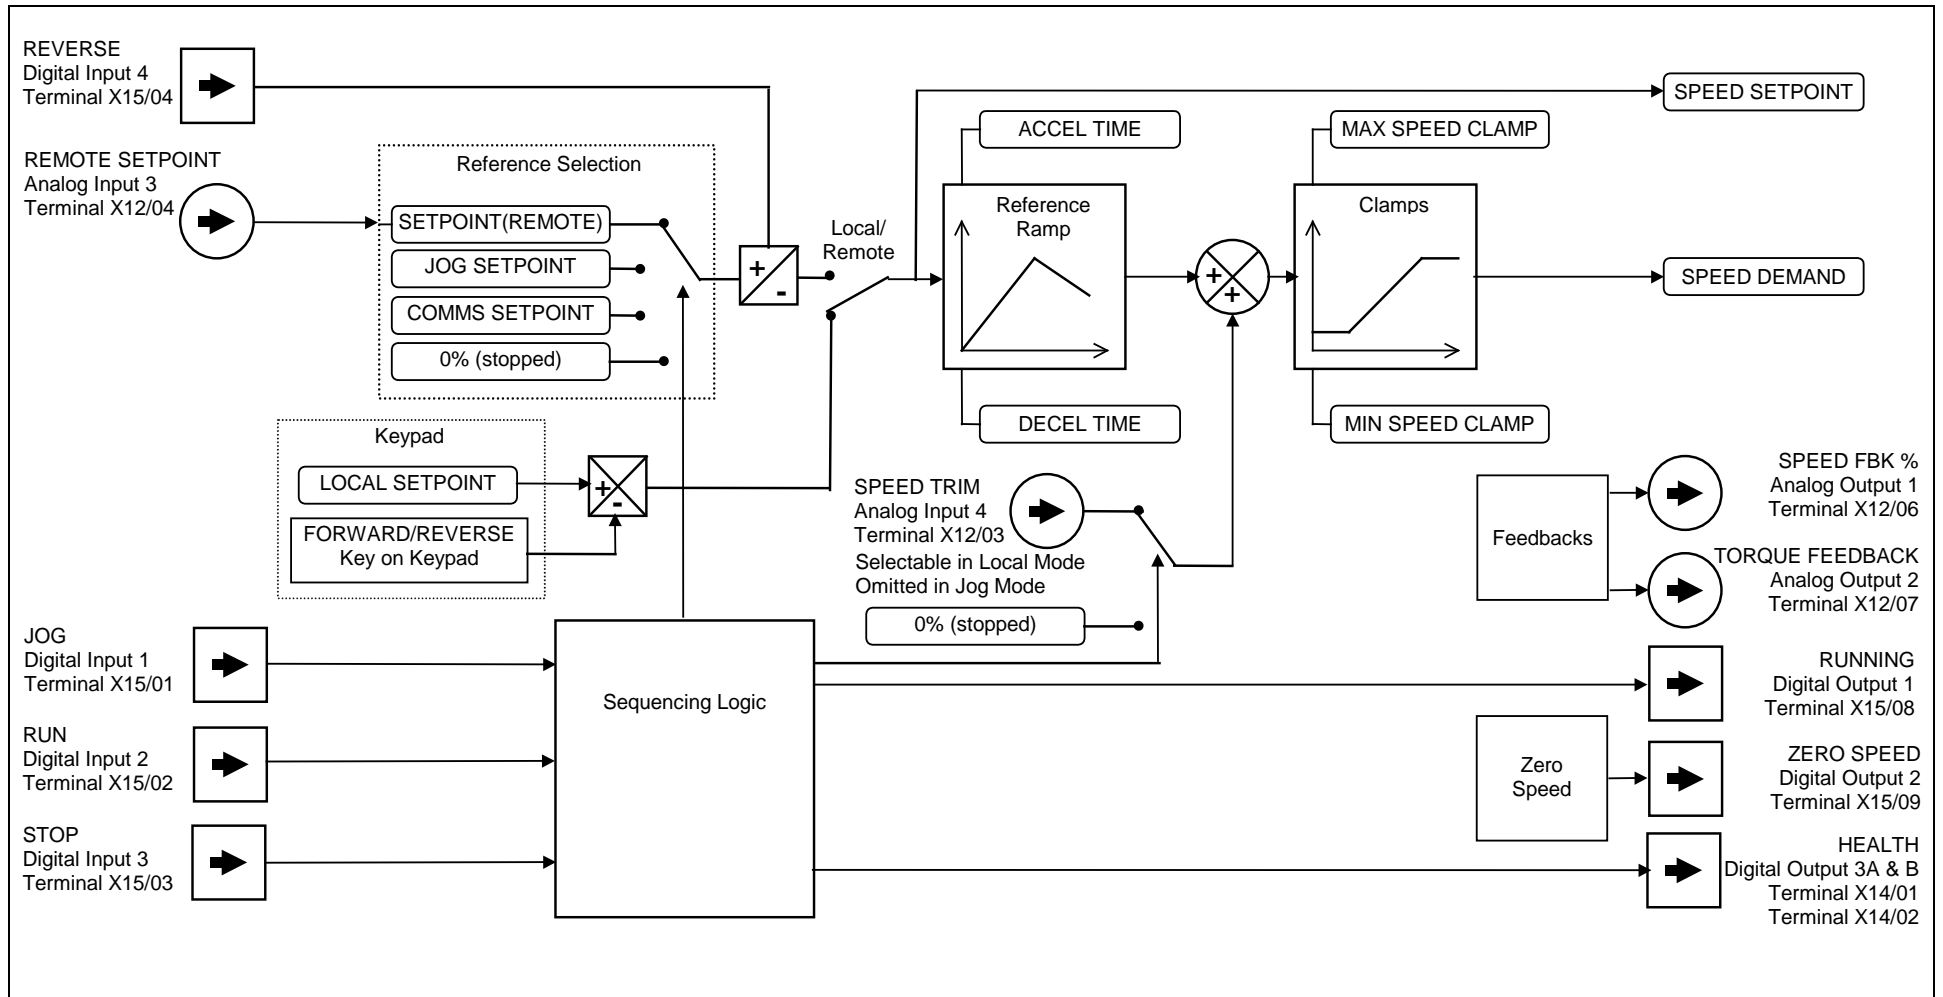 REVERSE
Digital Input 4
Terminal X15/04
REMOTE SETPOINT
Analog Input 3
Terminal X12/04
Reference Selection
SETPOINT(REMOTE)
JOG SETPOINT
COMMS SETPOINT
0% (stopped)
+
-
Local/
Remote
Keypad
LOCAL SETPOINT
FORWARD/REVERSE
Key on Keypad
+
-
ACCEL TIME
Reference
Ramp
DECEL TIME
+
+
MAX SPEED CLAMP
Clamps
MIN SPEED CLAMP
SPEED SETPOINT
SPEED DEMAND
SPEED TRIM
Analog Input 4
Terminal X12/03
Selectable in Local Mode
Omitted in Jog Mode
0% (stopped)
Feedbacks
SPEED FBK %
Analog Output 1
Terminal X12/06
TORQUE FEEDBACK
Analog Output 2
Terminal X12/07
JOG
Digital Input 1
Terminal X15/01
RUN
Digital Input 2
Terminal X15/02
STOP
Digital Input 3
Terminal X15/03
Sequencing Logic
RUNNING
Digital Output 1
Terminal X15/08
Zero
Speed
ZERO SPEED
Digital Output 2
Terminal X15/09
HEALTH
Digital Output 3A & B
Terminal X14/01
Terminal X14/02